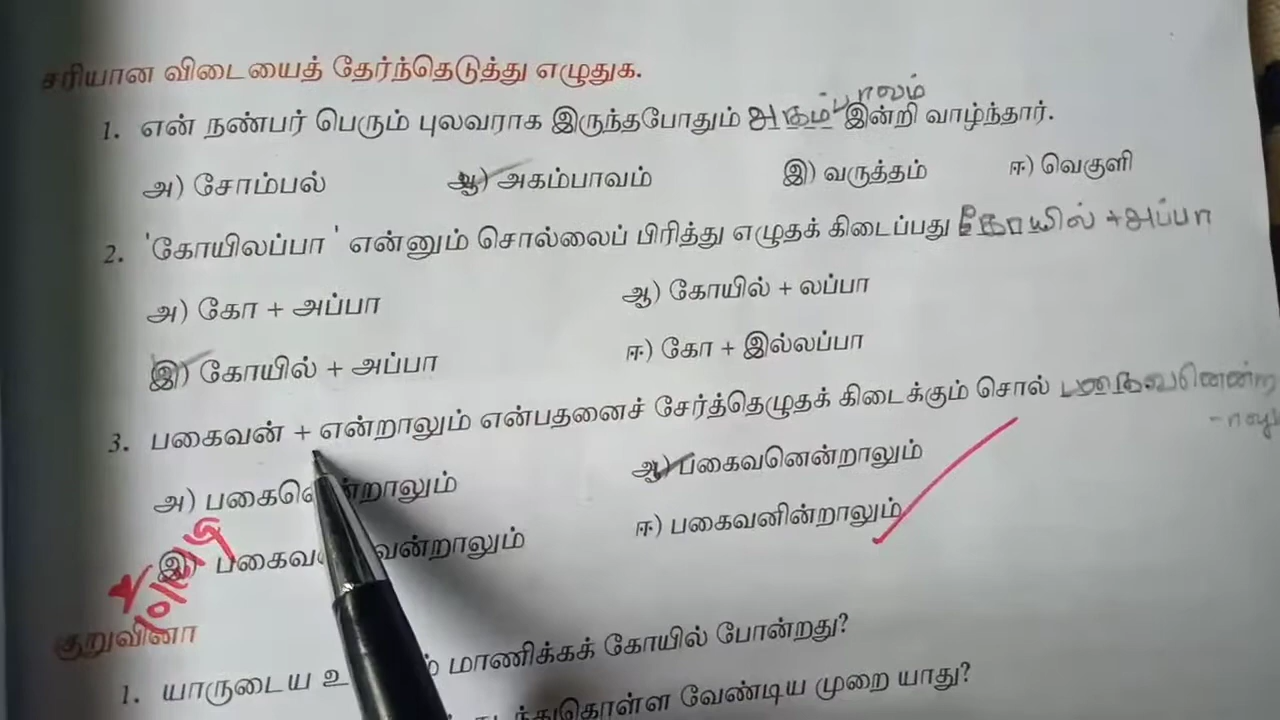 சரியான விடையைத் தேர்ந்தெடுத்து எழுதுக.
1. என் நண்பர் பெரும் புலவராக இருந்தபோதும் அகம்பாவம் இன்றி வாழ்ந்தார்.
அ) சோம்பல் ஆ) அகம்பாவம் இ) வருத்தம் ஈ) வெகுளி
2. 'கோயிலப்பா' என்னும் சொல்லைப் பிரித்து எழுதக் கிடைப்பது கோயில் + அப்பா
அ) கோ + அப்பா ஆ) கோயில் + லப்பா
இ) கோயில் + அப்பா ஈ) கோ + இல்லப்பா
3. பகைவன் + என்றாலும் என்பதனைச் சேர்த்தெழுதக் கிடைக்கும் சொல் பகைவனென்றா
அ) ஆ) பகைவனென்றாலும்
இ) ஈ) பகைவனின்றாலும்
குறுவினா
1. யாருடைய மாணிக்கக் கோயில் போன்றது?
வேண்டிய முறை யாது?